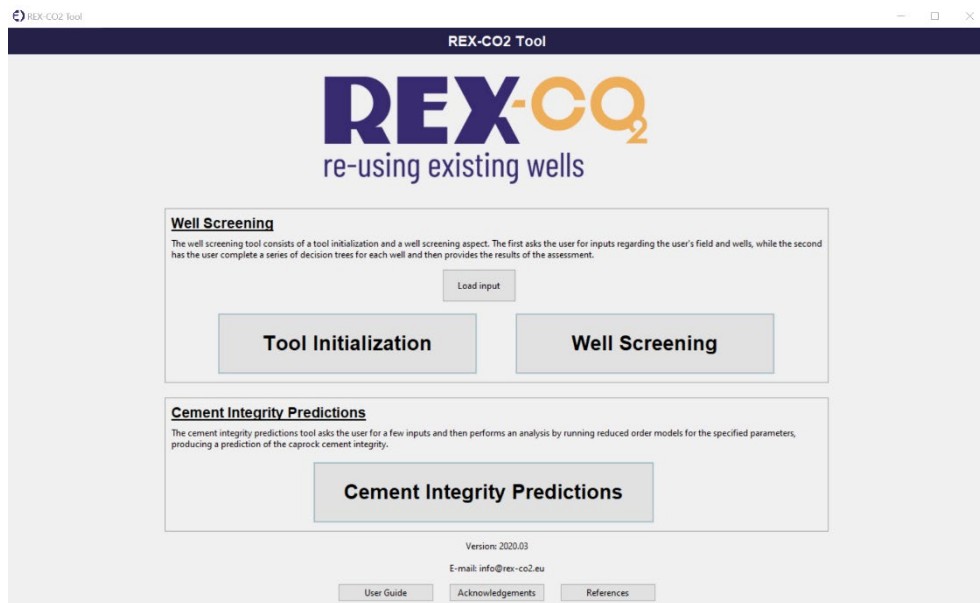 REX-CO2 Tool
REX-CO2 Tool
REX-CO2
re-using existing wells
Well Screening
The well screening tool consists of a tool initialization and a well screening aspect. The first asks the user for inputs regarding the user's field and wells, while the second
has the user complete a series of decision trees for each well and then provides the results of the assessment.
Load input
Tool Initialization
Well Screening
Cement Integrity Predictions
The cement integrity predictions tool asks the user for a few inputs and then performs an analysis by running reduced order models for the specified parameters,
producing a prediction of the caprock cement integrity.
Cement Integrity Predictions
Version: 2020.03
E-mail: info@rex-co2.eu
User Guide
Acknowledgements
References